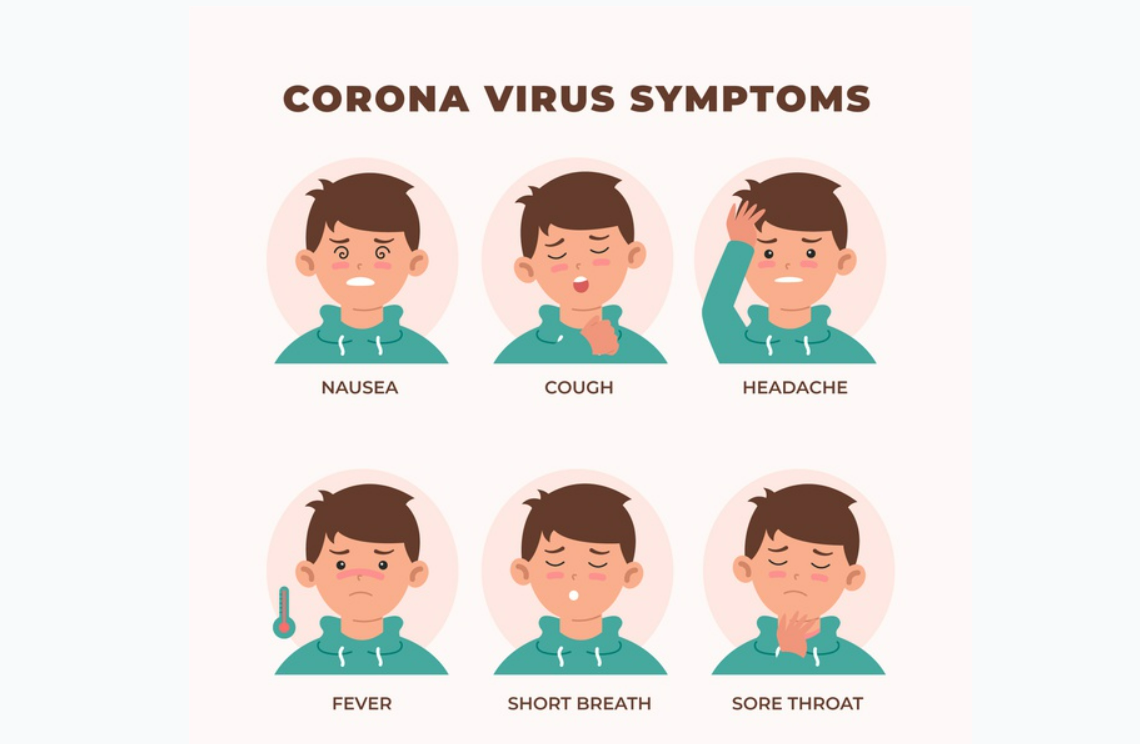 CORONA VIRUS SYMPTOMS
NAUSEA
COUGH
HEADACHE
FEVER
SHORT BREATH
SORE THROAT